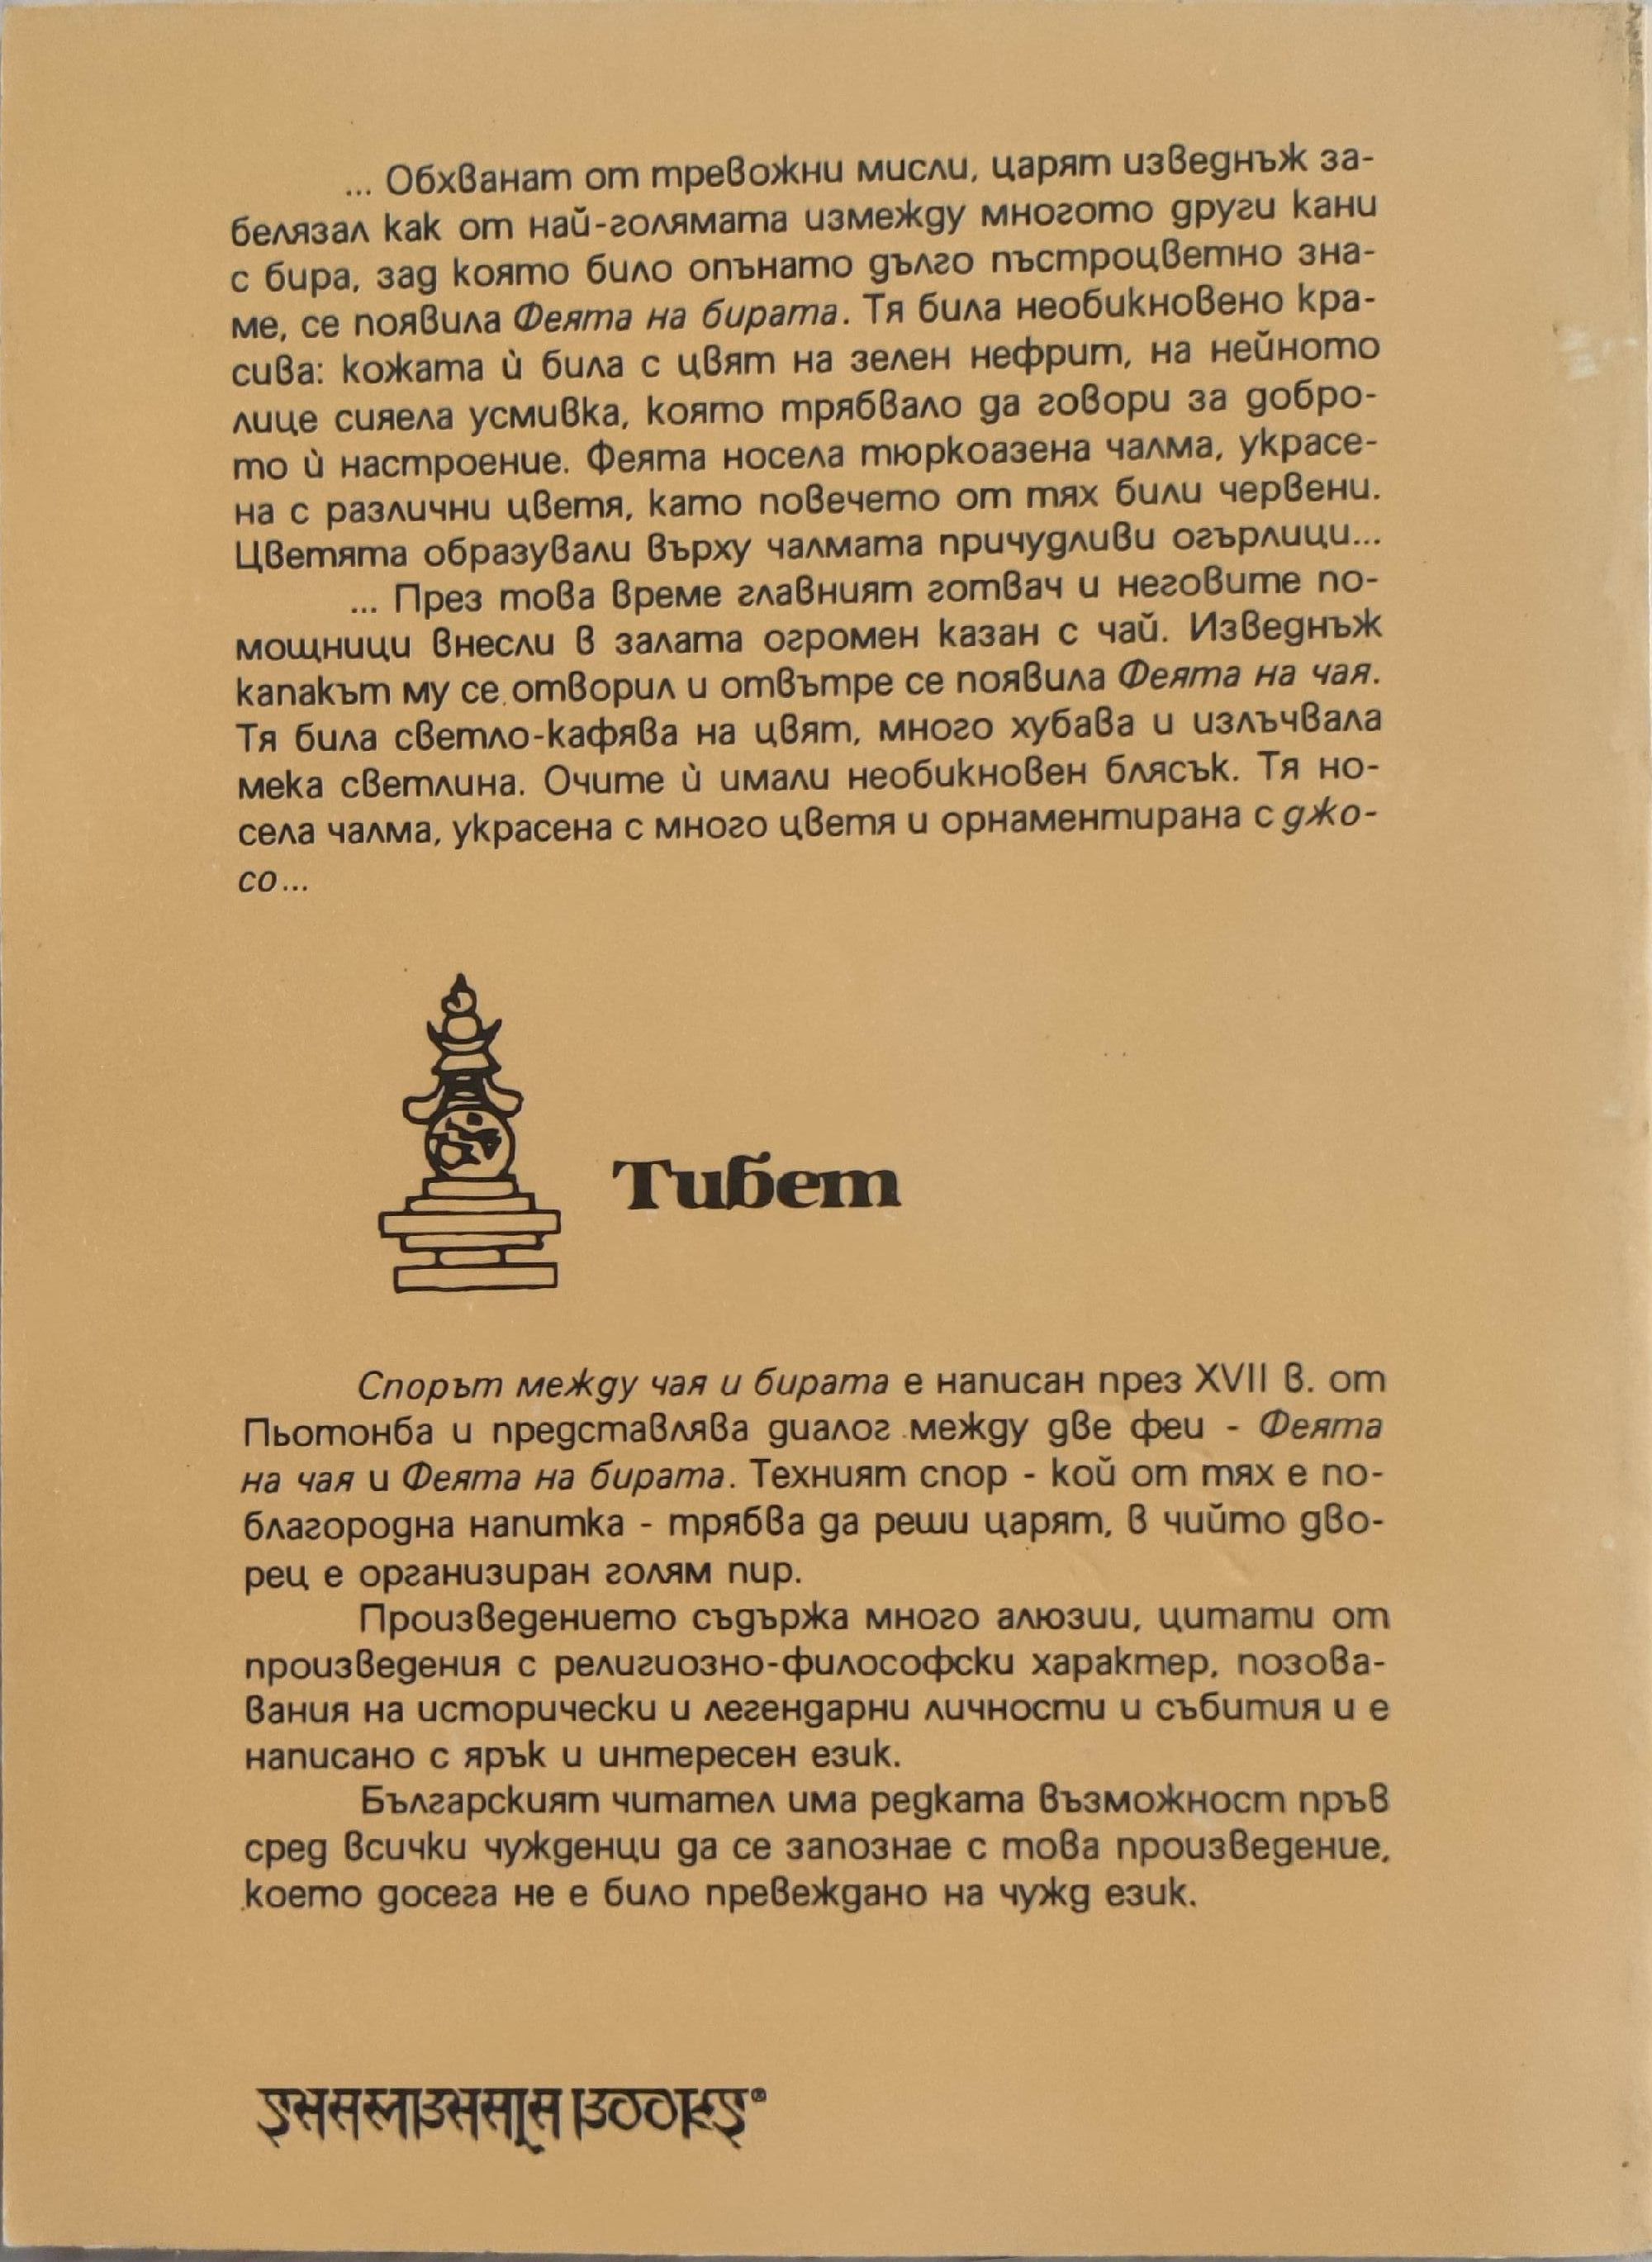 ... Обхванат от тревожни мисли, царят изведнъж за-
белязал как от най-голямата измежду многото други кани
с бира, зад която било опънато дълго пъстроцветно зна-
ме, се появила Феята на бирата. Тя била необикновено кра-
сива: кожата ѝ била с цвят на зелен нефрит, на нейното
лице сияела усмивка, която трябвало да говори за добро-
то ѝ настроение. Феята носела тюркоазена чалма, украсе-
на с различни цветя, като повечето от тях били червени.
Цветята образували върху чалмата причудливи огърлици...
... През това време главният готвач и неговите по-
мощници внесли в залата огромен казан с чай. Изведнъж
капакът му се отворил и отвътре се появила Феята на чая.
Тя била светло-кафява на цвят, много хубава и излъчвала
мека светлина. Очите ѝ имали необикновен блясък. Тя но-
села чалма, украсена с много цветя и орнаментирана с джо-
со...
Тибет
Спорът между чая и бирата е написан през XVII в. от
Пьотонба и представлява диалог между две феи - Феята
на чая и Феята на бирата. Техният спор - кой от тях е по-
благородна напитка - трябва да реши царят, в чийто дво-
рец е организиран голям пир.
Произведението съдържа много алюзии, цитати от
произведения с религиозно-философски характер, позова-
вания на исторически и легендарни личности и събития и е
написано с ярък и интересен език.
Българският читател има редката възможност пръв
сред всички чужденци да се запознае с това произведение,
което досега не е било превеждано на чужд език.